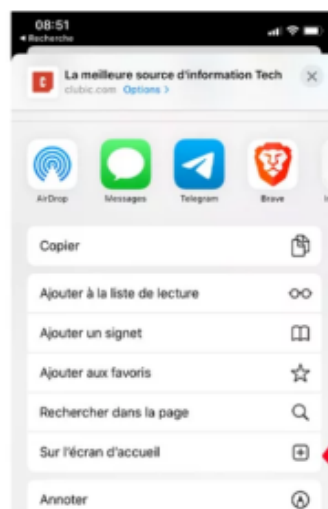 08:51
◀ Recherche
La meilleure source d'information Tech
clubic.com Options >
AirDrop
Messages
Telegram
Brave
Copier
Ajouter à la liste de lecture
Ajouter un signet
Ajouter aux favoris
Rechercher dans la page
Sur l'écran d'accueil
Annoter